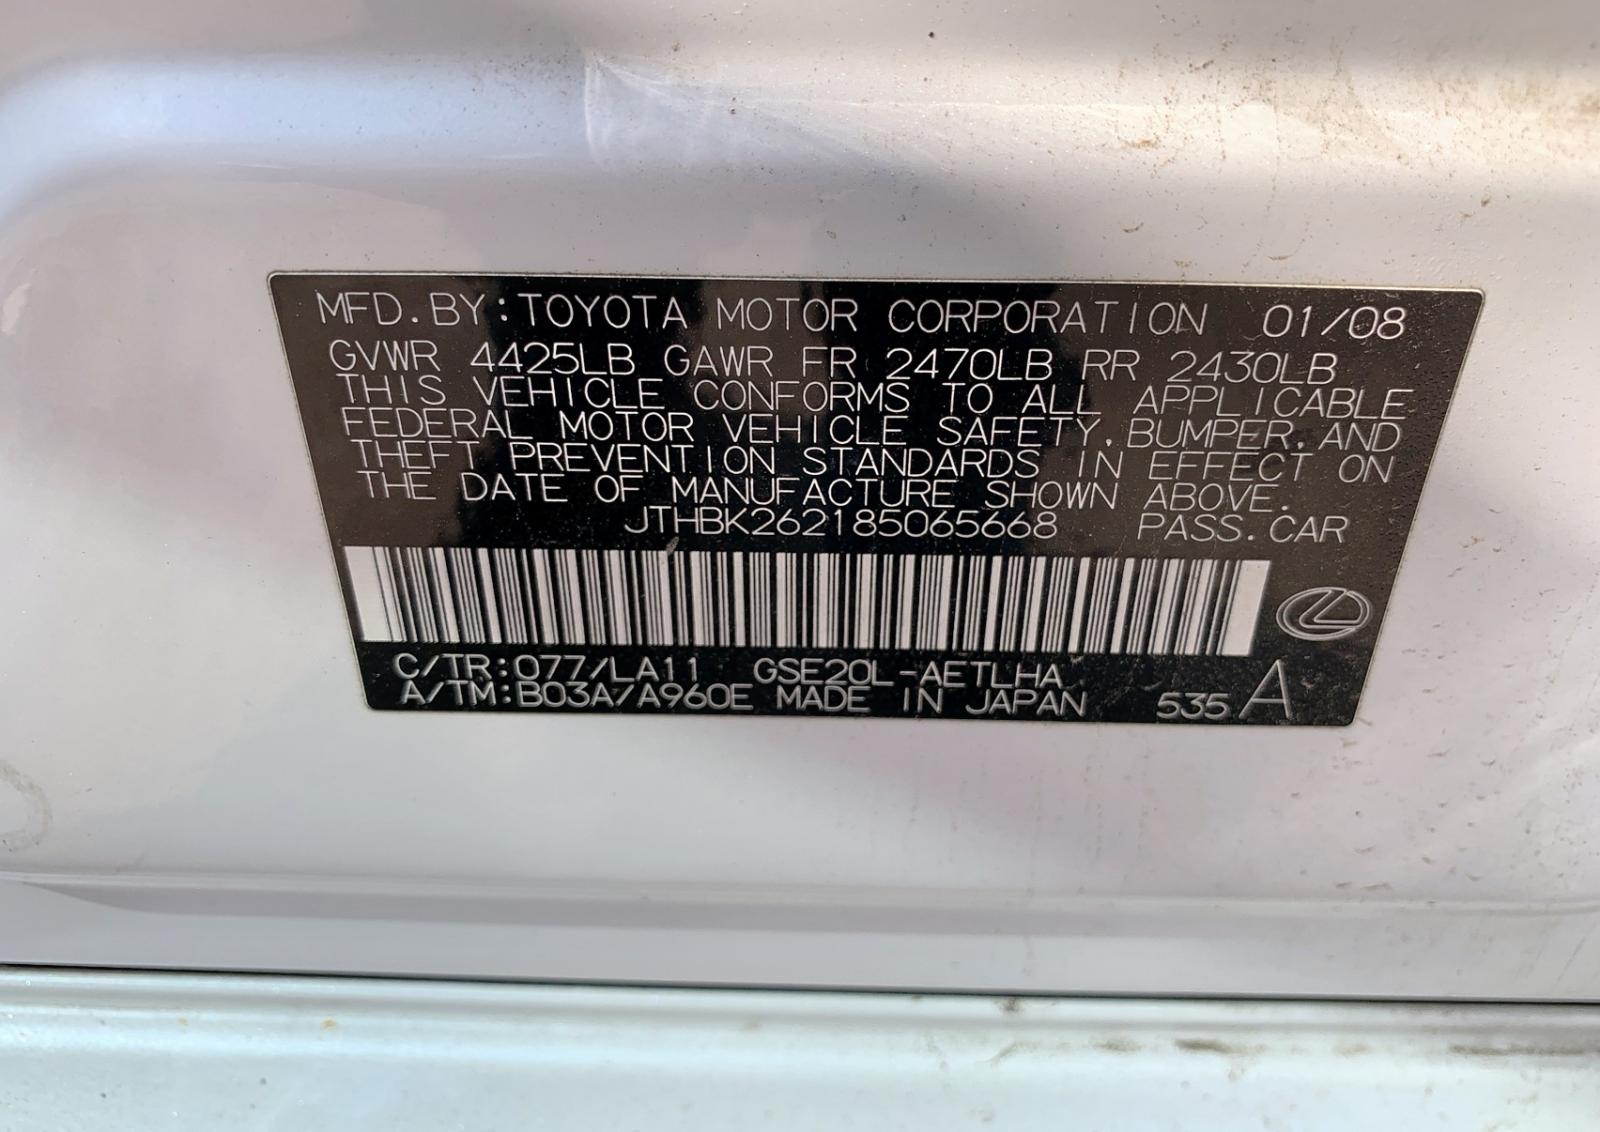 MFD. BY: TOYOTA MOTOR CORPORATION 01/08
GVWR 4425LB GAWR FR 2470LB RR 2430LB
THIS VEHICLE CONFORMS TO ALL APPLICABLE
FEDERAL MOTOR VEHICLE SAFETY, BUMPER, AND
THEFT PREVENTION STANDARDS IN EFFECT ON
THE DATE OF MANUFACTURE SHOWN ABOVE.
JTHBK262185065668 PASS. CAR
C/TR: 077/LA11 GSE20L-AETLHA
A/TM: B03A/A960E MADE IN JAPAN 535 A